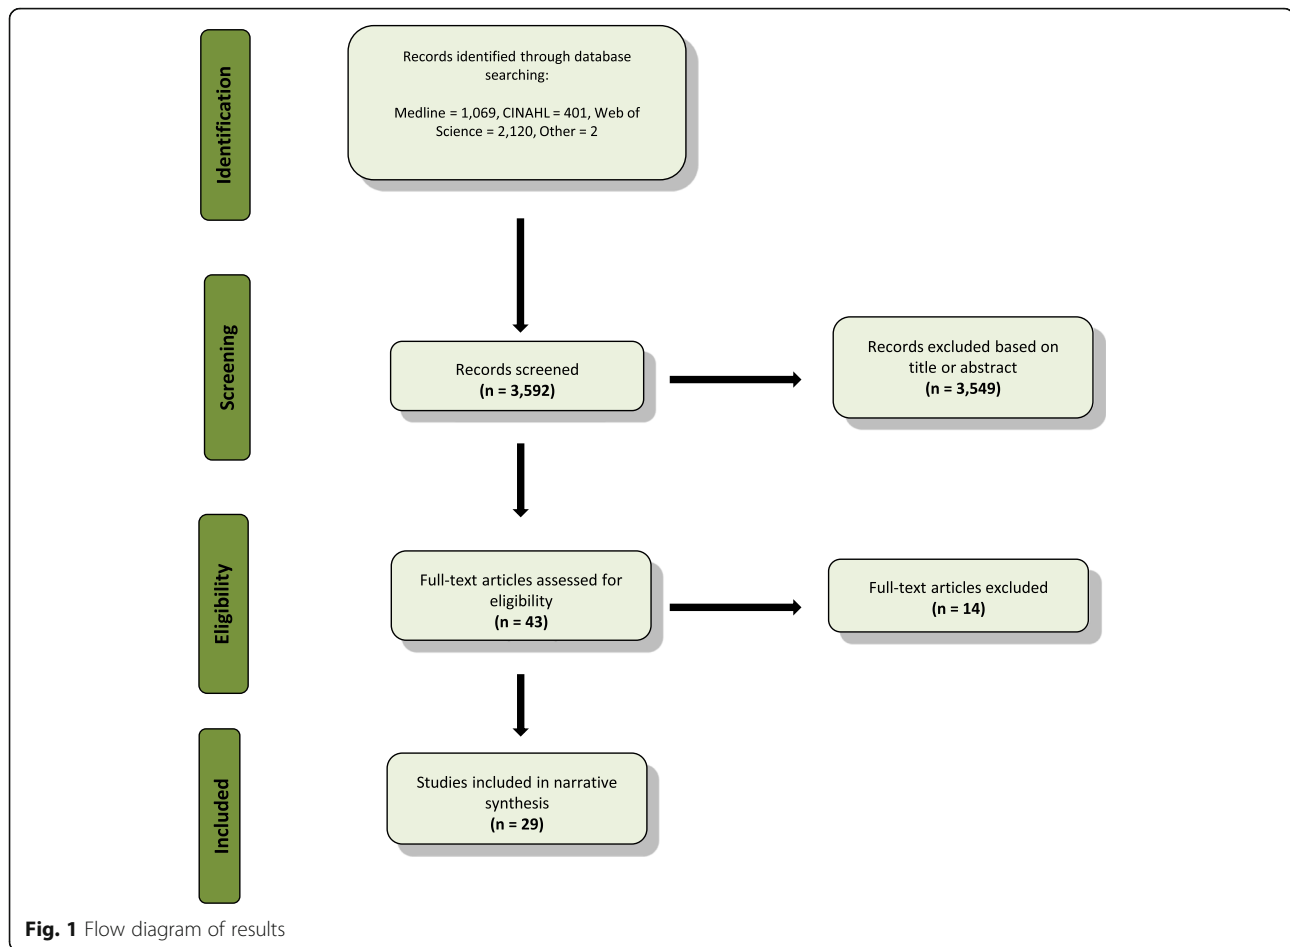 Identification
Records identified through database
searching:
Medline = 1,069, CINAHL = 401, Web of
Science = 2,120, Other = 2
Screening
Records screened
(n = 3,592)
Records excluded based on
title or abstract
(n = 3,549)
Eligibility
Full-text articles assessed for
eligibility
(n = 43)
Full-text articles excluded
(n = 14)
Included
Studies included in narrative
synthesis
(n = 29)
Fig. 1 Flow diagram of results